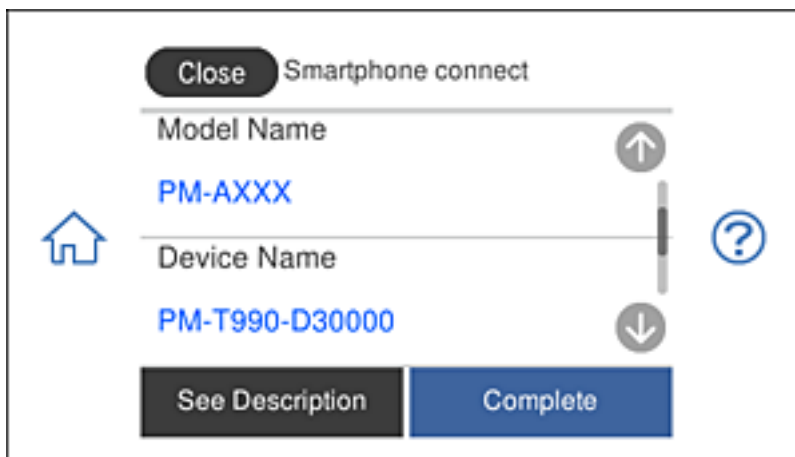 Close Smartphone connect
Model Name
PM-AXXX
Device Name
PM-T990-D30000
See Description Complete
?